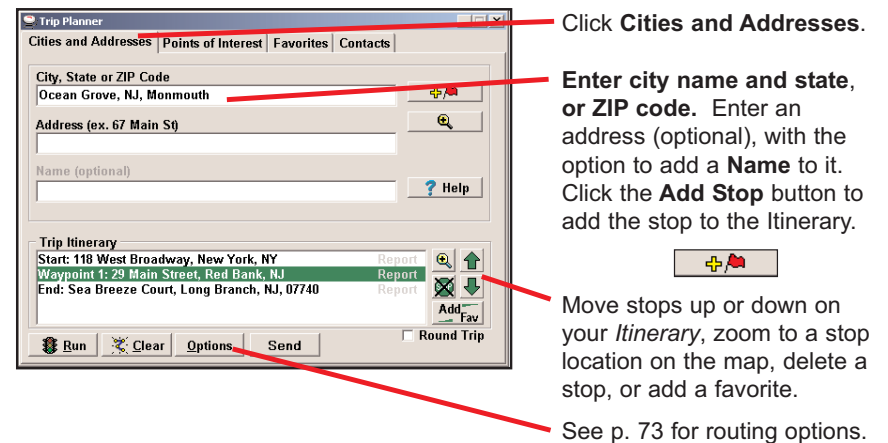 Trip Planner
Cities and Addresses Points of Interest Favorites Contacts
City, State or ZIP Code
Ocean Grove, NJ, Monmouth
Address (ex. 67 Main St)
Name (optional)
? Help
Trip Itinerary
Start: 118 West Broadway, New York, NY Report
Waypoint 1: 29 Main Street, Red Bank, NJ Report
End: Sea Breeze Court, Long Branch, NJ, 07740 Report
Add
Fav
Run Clear Options Send Round Trip
Click Cities and Addresses.
Enter city name and state,
or ZIP code. Enter an
address (optional), with the
option to add a Name to it.
Click the Add Stop button to
add the stop to the Itinerary.
Move stops up or down on
your Itinerary, zoom to a stop
location on the map, delete a
stop, or add a favorite.
See p. 73 for routing options.